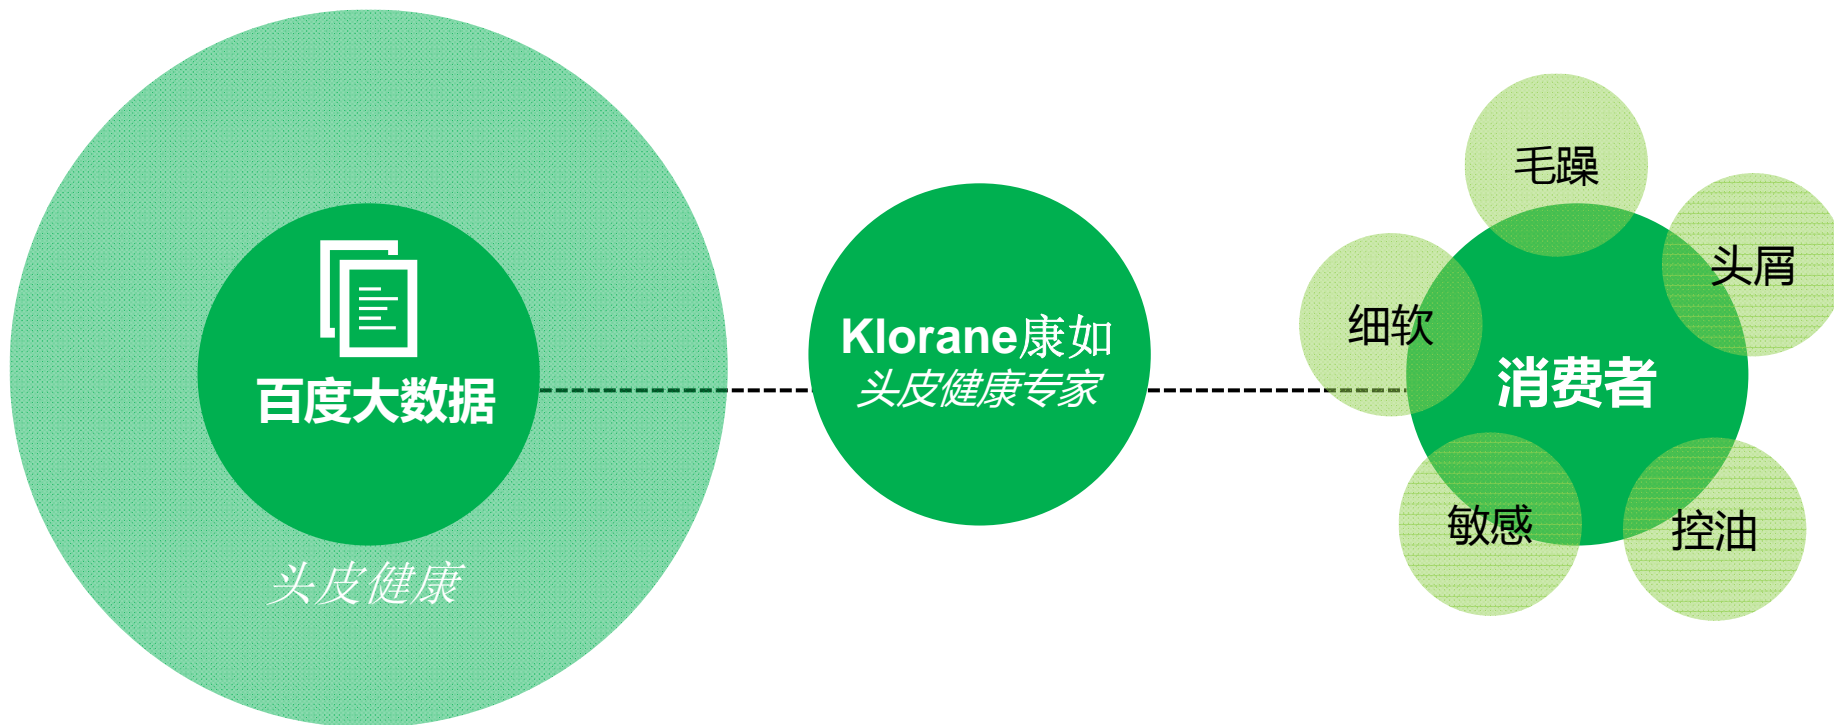 百度大数据
头皮健康
Klorane康如
头皮健康专家
毛躁
头屑
细软
消费者
敏感
控油